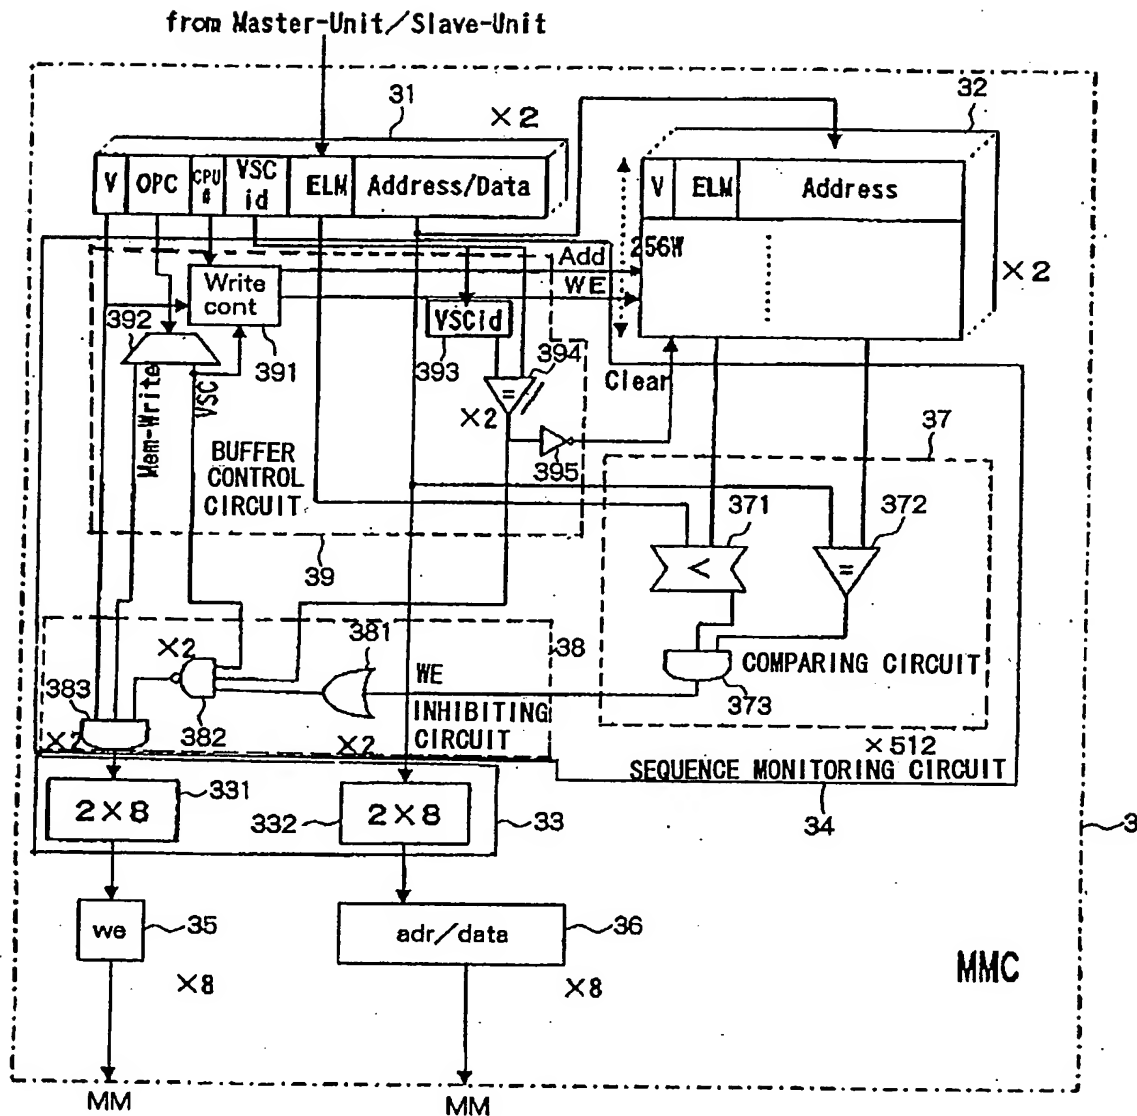 from Master-Unit/Slave-Unit
31
×2
32
V OPC CPU # VSC id ELM Address/Data
V ELM Address
256W
×2
Add
WE
Write cont
391
392
VSCid
393
394
=
×2
395
Clear
Mem-Write
VSC
BUFFER
CONTROL
CIRCUIT
39
37
371
<
372
=
COMPARING CIRCUIT
373
×512
38
×2
381
WE
INHIBITING
CIRCUIT
382
383
×2
×2
SEQUENCE MONITORING CIRCUIT
34
2×8
331
332
2×8
33
3
we
35
×8
adr/data
36
×8
MMC
MM
MM